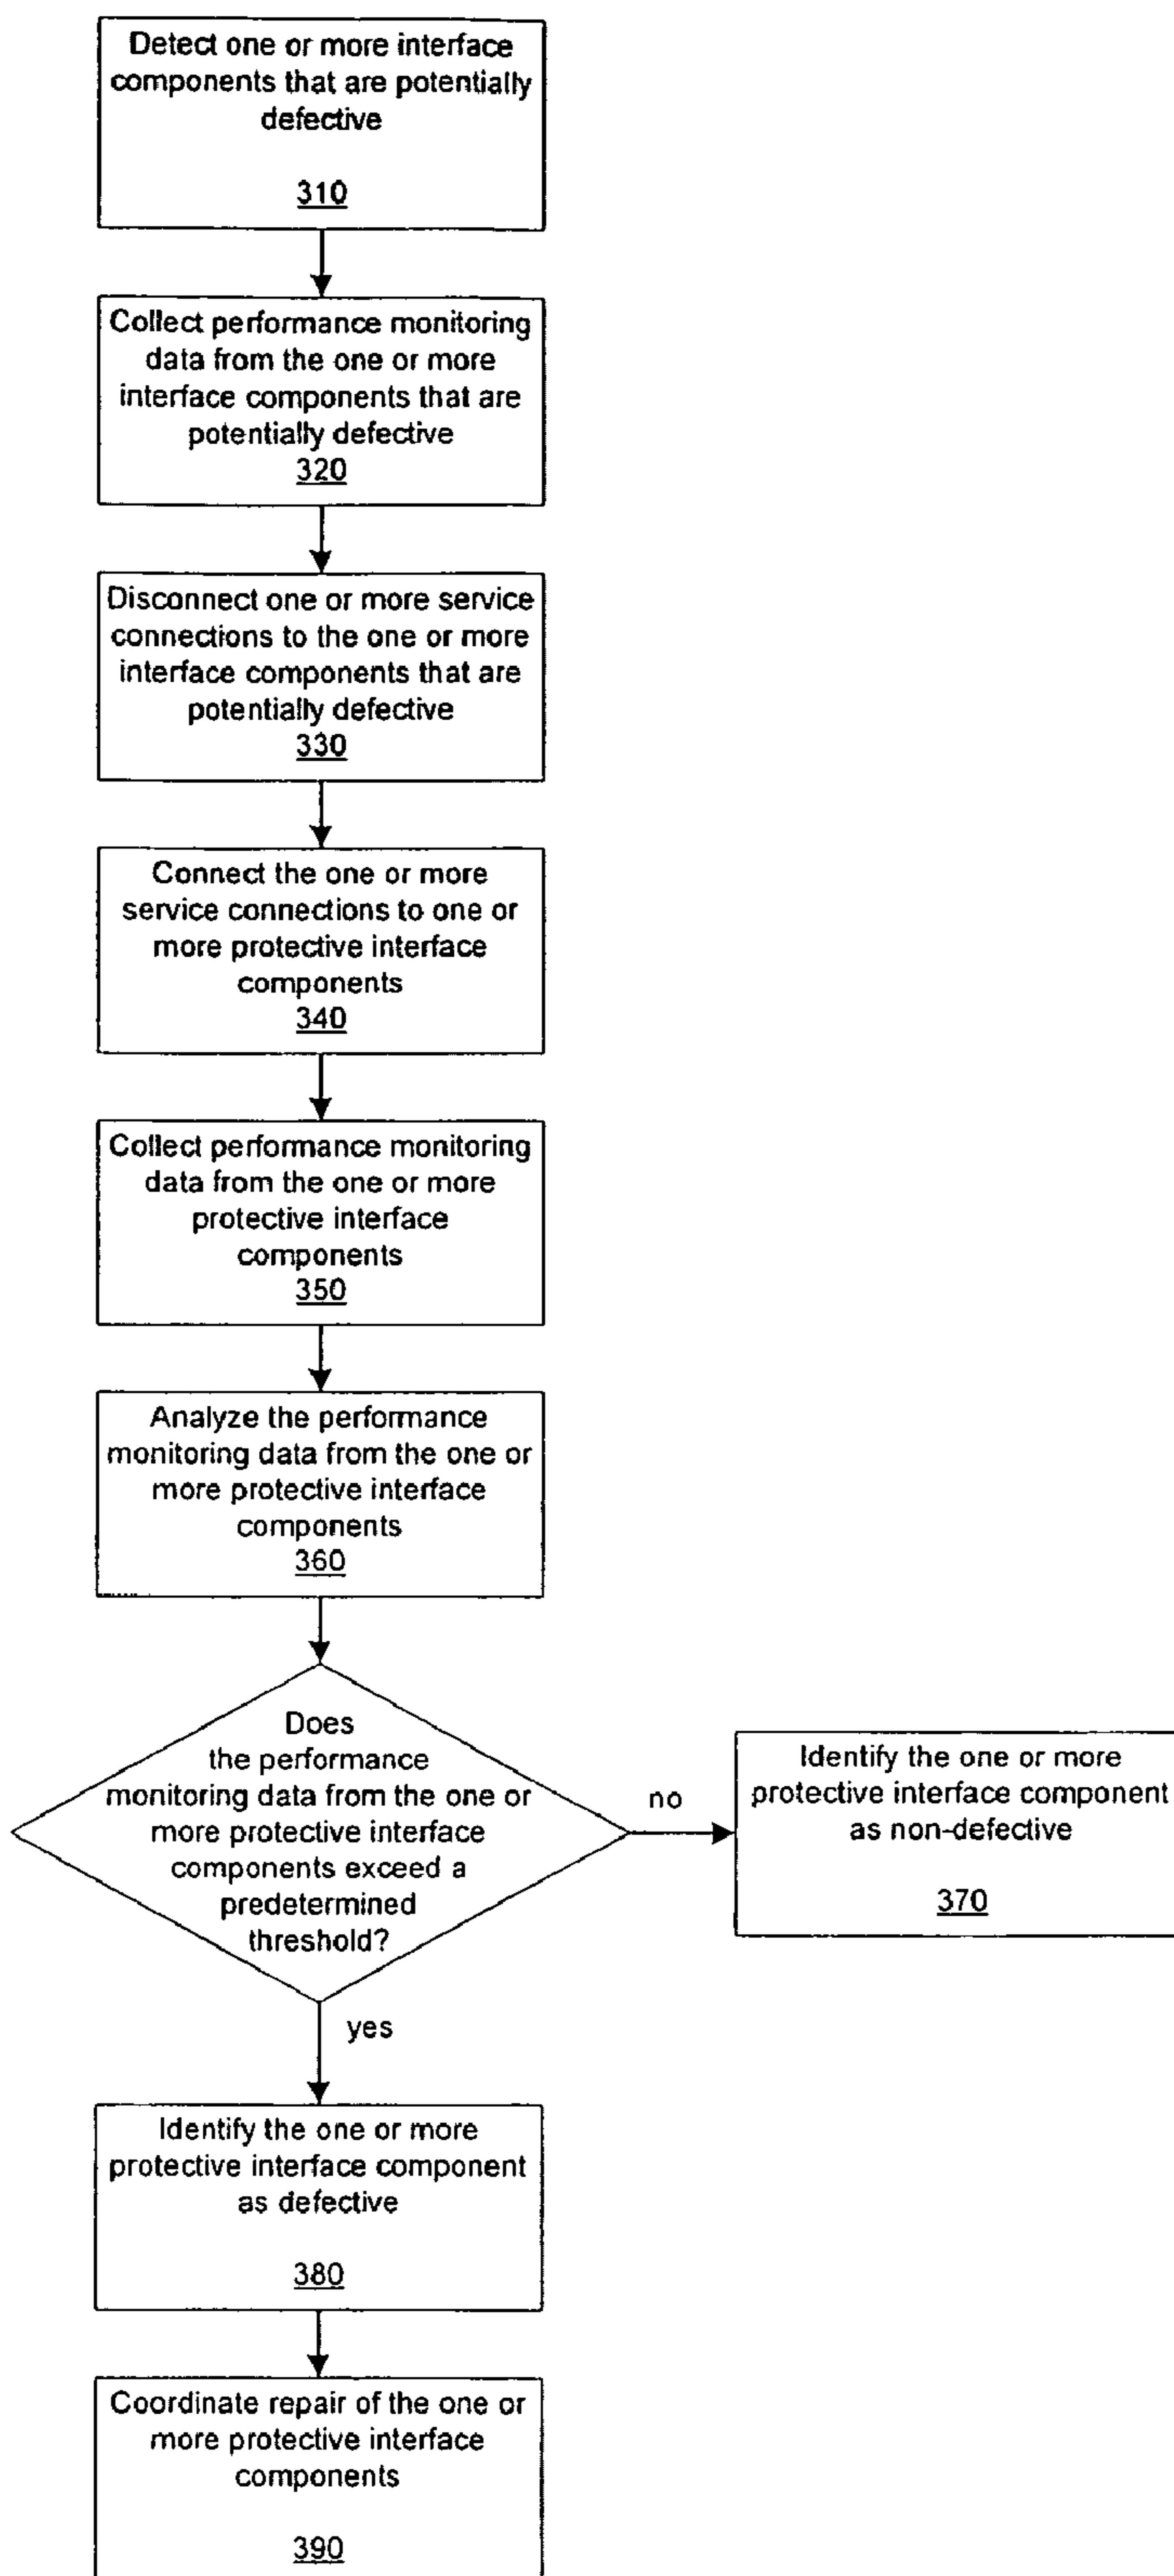 Detect one or more interface
components that are potentially
defective
310
Collect performance monitoring
data from the one or more
interface components that are
potentially defective
320
Disconnect one or more service
connections to the one or more
interface components that are
potentially defective
330
Connect the one or more
service connections to one or
more protective interface
components
340
Collect performance monitoring
data from the one or more
protective interface
components
350
Analyze the performance
monitoring data from the one or
more protective interface
components
360
Does
the performance
monitoring data from the one or
more protective interface
components exceed a
predetermined
threshold?
no
Identify the one or more
protective interface component
as non-defective
370
yes
Identify the one or more
protective interface component
as defective
380
Coordinate repair of the one or
more protective interface
components
390